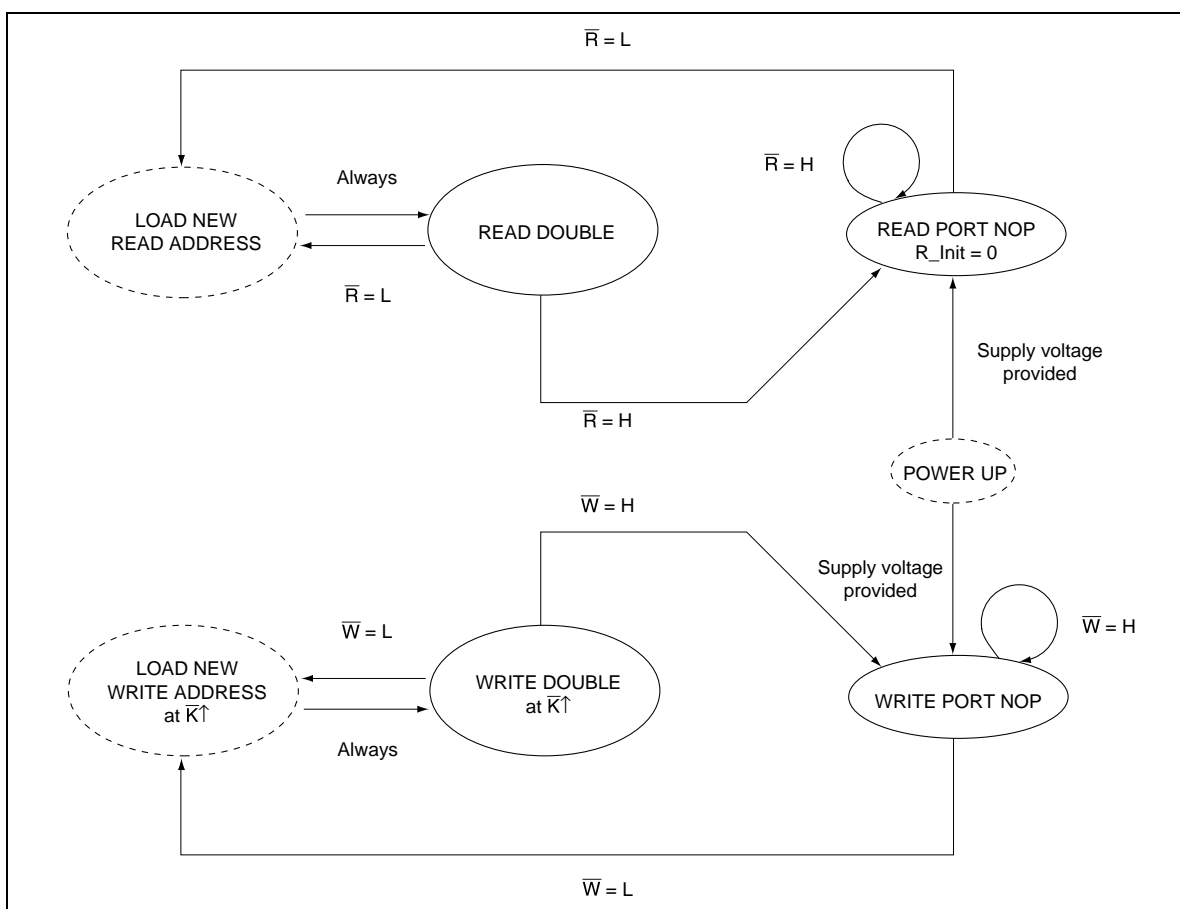 R̅ = L
R̅ = H
Always
LOAD NEW
READ ADDRESS
READ DOUBLE
READ PORT NOP
R_Init = 0
R̅ = L
Supply voltage
provided
R̅ = H
POWER UP
W̅ = H
Supply voltage
provided
W̅ = L
W̅ = H
LOAD NEW
WRITE ADDRESS
at K̅↑
WRITE DOUBLE
at K̅↑
WRITE PORT NOP
Always
W̅ = L